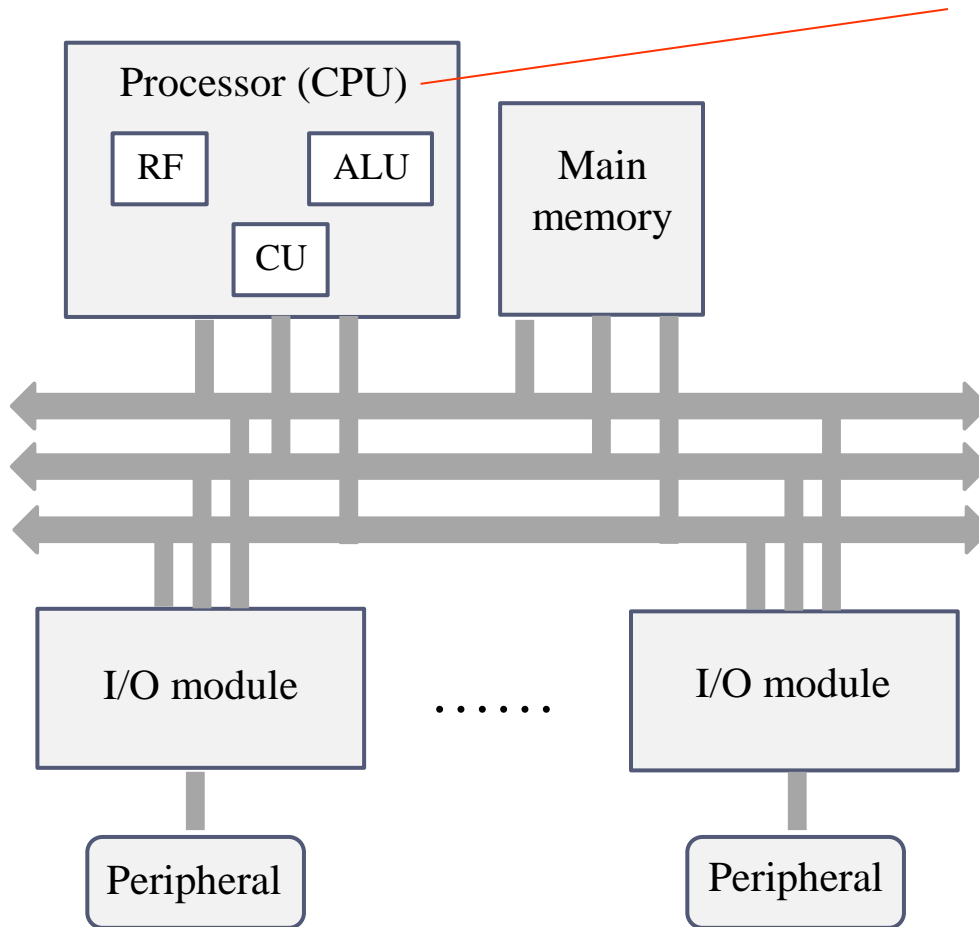 Processor (CPU)
RF
ALU
CU
Main
memory
I/O module
......
I/O module
Peripheral
Peripheral